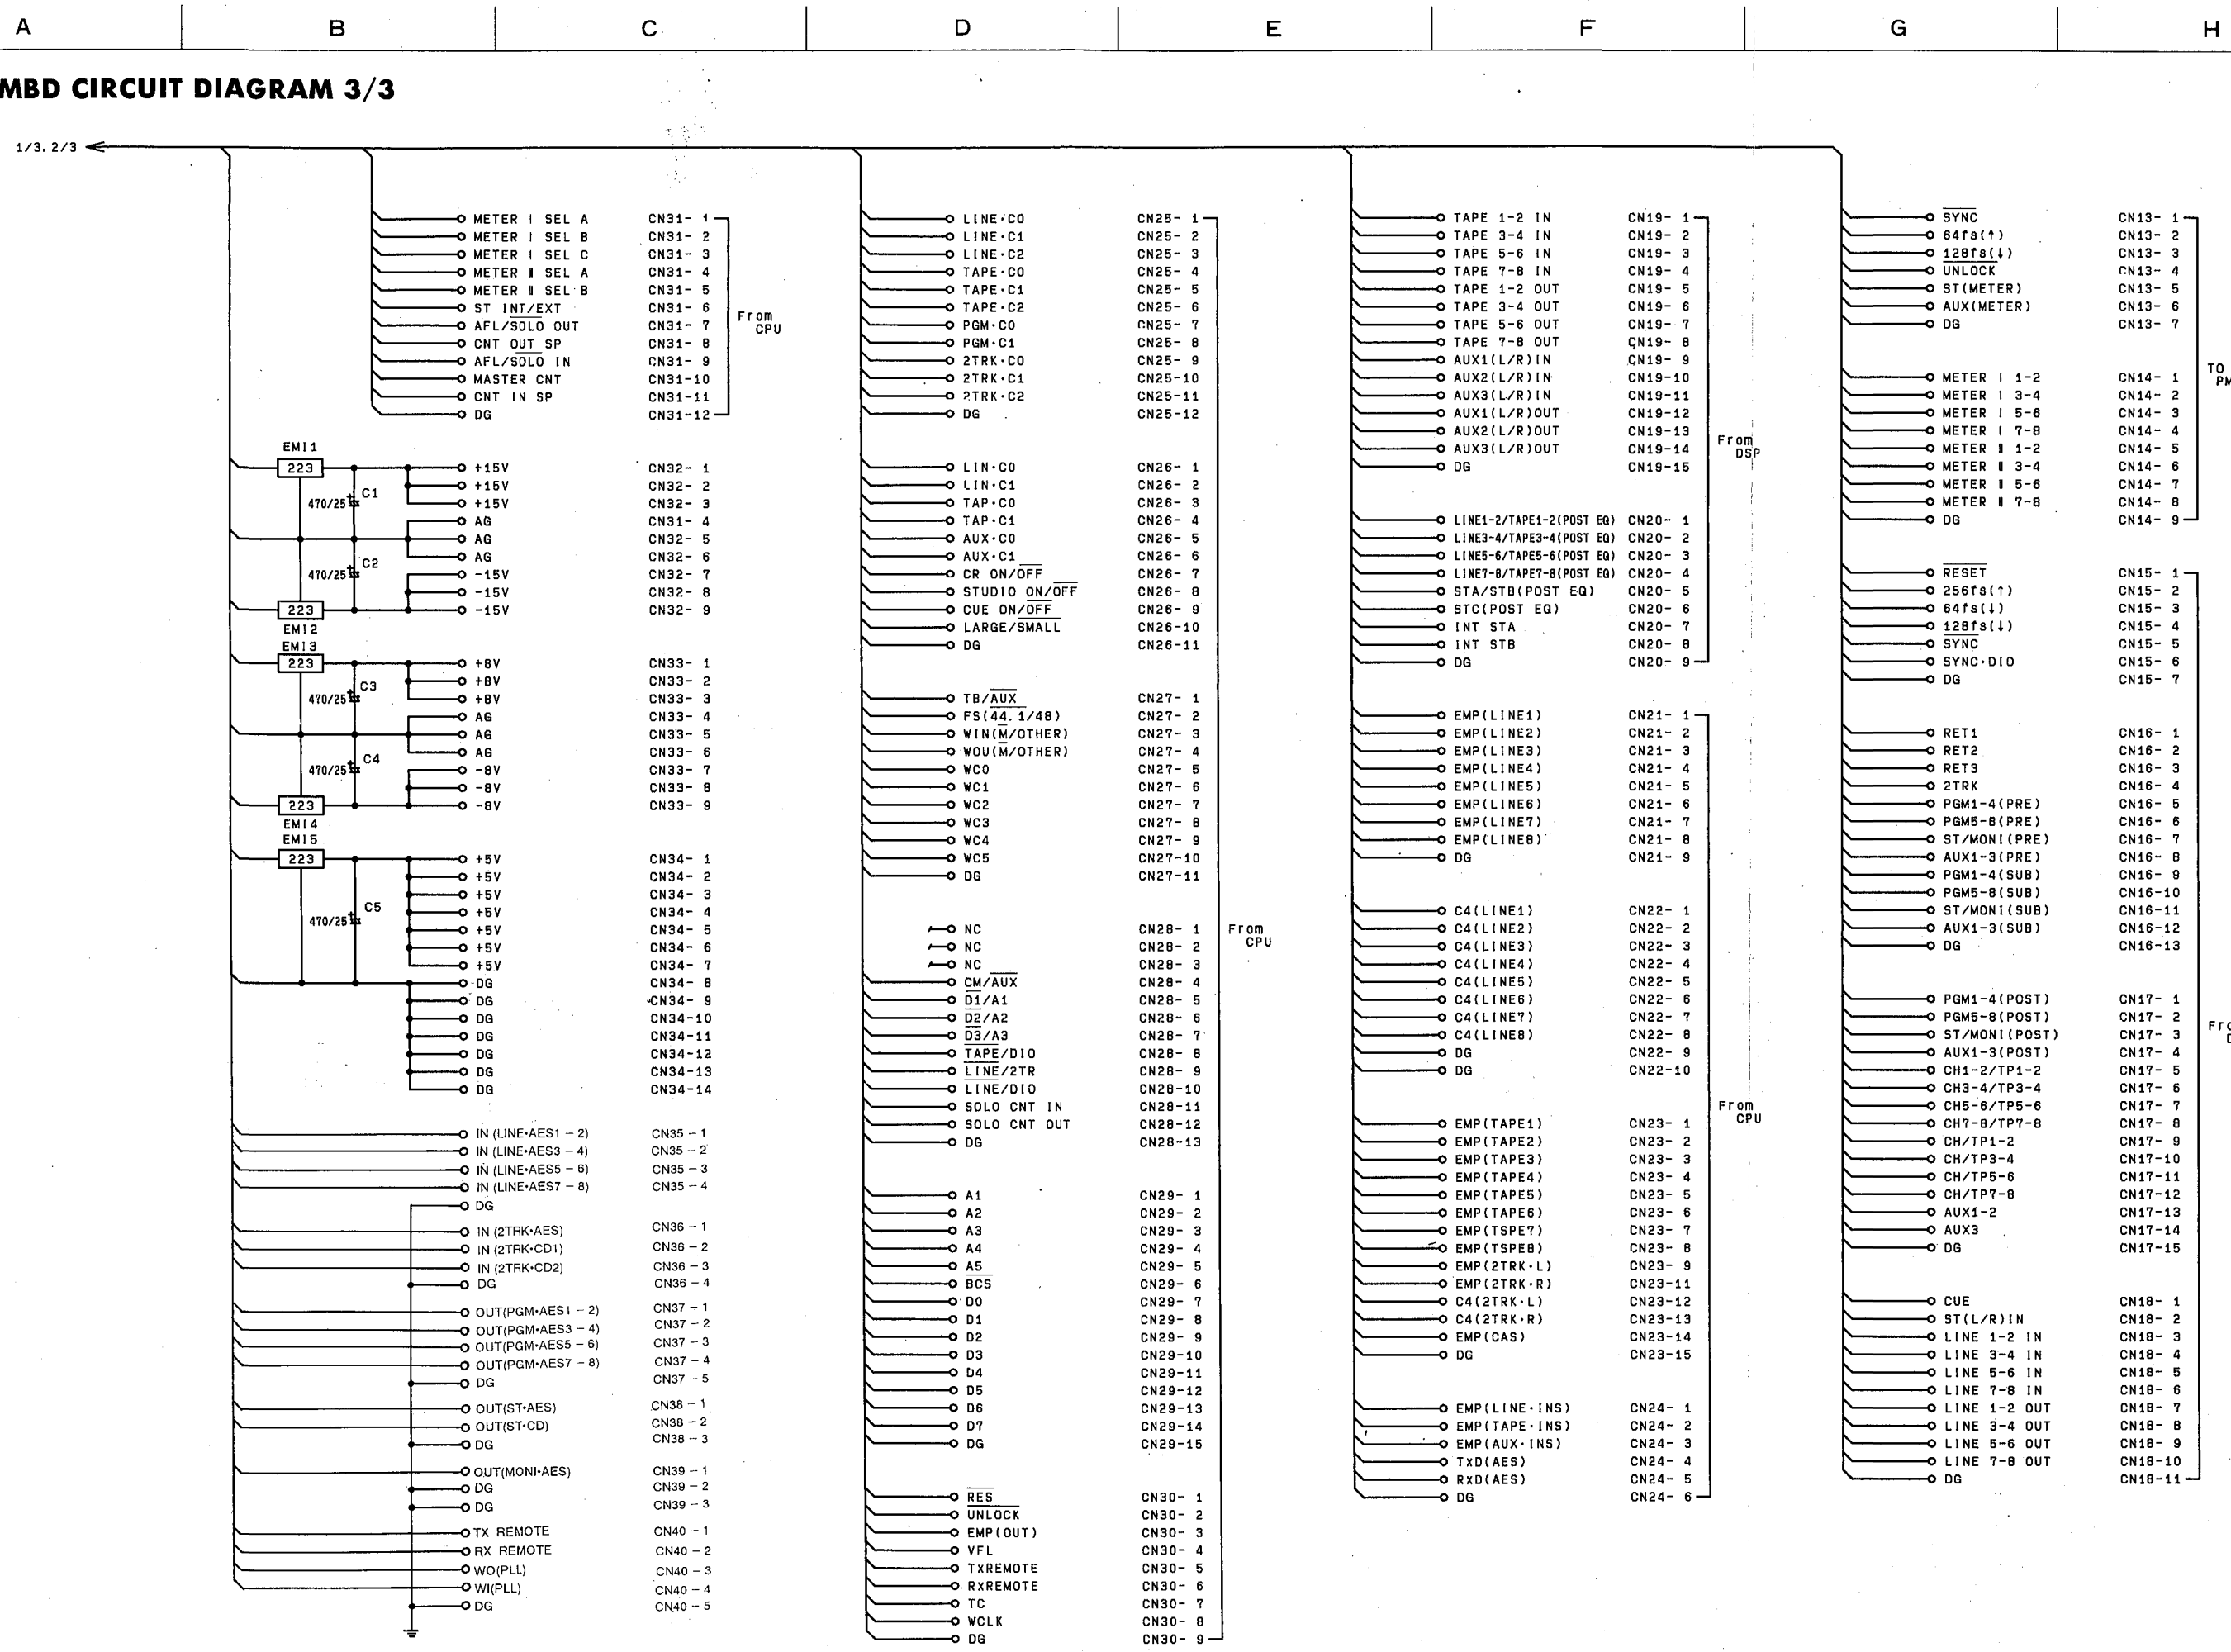 A B C D E F G H
MBD CIRCUIT DIAGRAM 3/3
1/3. 2/3
METER I SEL A CN31- 1
METER I SEL B CN31- 2
METER I SEL C CN31- 3
METER II SEL A CN31- 4
METER II SEL B CN31- 5
ST INT/EXT CN31- 6
AFL/SOLO OUT CN31- 7
CNT OUT SP CN31- 8
AFL/SOLO IN CN31- 9
MASTER CNT CN31-10
CNT IN SP CN31-11
DG CN31-12
From
CPU
EMI1
223
+15V CN32- 1
+15V CN32- 2
C1
470/25
+15V CN32- 3
AG CN31- 4
AG CN32- 5
AG CN32- 6
C2
470/25
-15V CN32- 7
-15V CN32- 8
223
-15V CN32- 9
EMI2
EMI3
223
+8V CN33- 1
+8V CN33- 2
C3
470/25
+8V CN33- 3
AG CN33- 4
AG CN33- 5
AG CN33- 6
C4
470/25
-8V CN33- 7
-8V CN33- 8
223
-8V CN33- 9
EMI4
EMI5
223
+5V CN34- 1
+5V CN34- 2
+5V CN34- 3
C5
470/25
+5V CN34- 4
+5V CN34- 5
+5V CN34- 6
+5V CN34- 7
DG CN34- 8
DG CN34- 9
DG CN34-10
DG CN34-11
DG CN34-12
DG CN34-13
DG CN34-14
IN (LINE•AES1 – 2) CN35 – 1
IN (LINE•AES3 – 4) CN35 – 2
IN (LINE•AES5 – 6) CN35 – 3
IN (LINE•AES7 – 8) CN35 – 4
DG
IN (2TRK•AES) CN36 – 1
IN (2TRK•CD1) CN36 – 2
IN (2TRK•CD2) CN36 – 3
DG CN36 – 4
OUT(PGM•AES1 – 2) CN37 – 1
OUT(PGM•AES3 – 4) CN37 – 2
OUT(PGM•AES5 – 6) CN37 – 3
OUT(PGM•AES7 – 8) CN37 – 4
DG CN37 – 5
OUT(ST•AES) CN38 – 1
OUT(ST•CD) CN38 – 2
DG CN38 – 3
OUT(MONI•AES) CN39 – 1
DG CN39 – 2
DG CN39 – 3
TX REMOTE CN40 – 1
RX REMOTE CN40 – 2
WO(PLL) CN40 – 3
WI(PLL) CN40 – 4
DG CN40 – 5
LINE·C0 CN25- 1
LINE·C1 CN25- 2
LINE·C2 CN25- 3
TAPE·C0 CN25- 4
TAPE·C1 CN25- 5
TAPE·C2 CN25- 6
PGM·C0 CN25- 7
PGM·C1 CN25- 8
2TRK·C0 CN25- 9
2TRK·C1 CN25-10
2TRK·C2 CN25-11
DG CN25-12
LIN·C0 CN26- 1
LIN·C1 CN26- 2
TAP·C0 CN26- 3
TAP·C1 CN26- 4
AUX·C0 CN26- 5
AUX·C1 CN26- 6
CR ON/OFF CN26- 7
STUDIO ON/OFF CN26- 8
CUE ON/OFF CN26- 9
LARGE/SMALL CN26-10
DG CN26-11
TB/AUX CN27- 1
FS(44.1/48) CN27- 2
WIN(M/OTHER) CN27- 3
WOU(M/OTHER) CN27- 4
WC0 CN27- 5
WC1 CN27- 6
WC2 CN27- 7
WC3 CN27- 8
WC4 CN27- 9
WC5 CN27-10
DG CN27-11
NC CN28- 1
NC CN28- 2
NC CN28- 3
CM/AUX CN28- 4
D1/A1 CN28- 5
D2/A2 CN28- 6
D3/A3 CN28- 7
TAPE/DIO CN28- 8
LINE/2TR CN28- 9
LINE/DIO CN28-10
SOLO CNT IN CN28-11
SOLO CNT OUT CN28-12
DG CN28-13
From
CPU
A1 CN29- 1
A2 CN29- 2
A3 CN29- 3
A4 CN29- 4
A5 CN29- 5
BCS CN29- 6
D0 CN29- 7
D1 CN29- 8
D2 CN29- 9
D3 CN29-10
D4 CN29-11
D5 CN29-12
D6 CN29-13
D7 CN29-14
DG CN29-15
RES CN30- 1
UNLOCK CN30- 2
EMP(OUT) CN30- 3
VFL CN30- 4
TXREMOTE CN30- 5
RXREMOTE CN30- 6
TC CN30- 7
WCLK CN30- 8
DG CN30- 9
TAPE 1-2 IN CN19- 1
TAPE 3-4 IN CN19- 2
TAPE 5-6 IN CN19- 3
TAPE 7-8 IN CN19- 4
TAPE 1-2 OUT CN19- 5
TAPE 3-4 OUT CN19- 6
TAPE 5-6 OUT CN19- 7
TAPE 7-8 OUT CN19- 8
AUX1(L/R)IN CN19- 9
AUX2(L/R)IN CN19-10
AUX3(L/R)IN CN19-11
AUX1(L/R)OUT CN19-12
AUX2(L/R)OUT CN19-13
AUX3(L/R)OUT CN19-14
DG CN19-15
From
DSP
LINE1-2/TAPE1-2(POST EQ) CN20- 1
LINE3-4/TAPE3-4(POST EQ) CN20- 2
LINE5-6/TAPE5-6(POST EQ) CN20- 3
LINE7-8/TAPE7-8(POST EQ) CN20- 4
STA/STB(POST EQ) CN20- 5
STC(POST EQ) CN20- 6
INT STA CN20- 7
INT STB CN20- 8
DG CN20- 9
EMP(LINE1) CN21- 1
EMP(LINE2) CN21- 2
EMP(LINE3) CN21- 3
EMP(LINE4) CN21- 4
EMP(LINE5) CN21- 5
EMP(LINE6) CN21- 6
EMP(LINE7) CN21- 7
EMP(LINE8) CN21- 8
DG CN21- 9
C4(LINE1) CN22- 1
C4(LINE2) CN22- 2
C4(LINE3) CN22- 3
C4(LINE4) CN22- 4
C4(LINE5) CN22- 5
C4(LINE6) CN22- 6
C4(LINE7) CN22- 7
C4(LINE8) CN22- 8
DG CN22- 9
DG CN22-10
From
CPU
EMP(TAPE1) CN23- 1
EMP(TAPE2) CN23- 2
EMP(TAPE3) CN23- 3
EMP(TAPE4) CN23- 4
EMP(TAPE5) CN23- 5
EMP(TAPE6) CN23- 6
EMP(TSPE7) CN23- 7
EMP(TSPE8) CN23- 8
EMP(2TRK·L) CN23- 9
EMP(2TRK·R) CN23-11
C4(2TRK·L) CN23-12
C4(2TRK·R) CN23-13
EMP(CAS) CN23-14
DG CN23-15
EMP(LINE·INS) CN24- 1
EMP(TAPE·INS) CN24- 2
EMP(AUX·INS) CN24- 3
TxD(AES) CN24- 4
RxD(AES) CN24- 5
DG CN24- 6
SYNC CN13- 1
64fs(↑) CN13- 2
128fs(↓) CN13- 3
UNLOCK CN13- 4
ST(METER) CN13- 5
AUX(METER) CN13- 6
DG CN13- 7
TO
PM
METER I 1-2 CN14- 1
METER I 3-4 CN14- 2
METER I 5-6 CN14- 3
METER I 7-8 CN14- 4
METER II 1-2 CN14- 5
METER II 3-4 CN14- 6
METER II 5-6 CN14- 7
METER II 7-8 CN14- 8
DG CN14- 9
RESET CN15- 1
256fs(↑) CN15- 2
64fs(↓) CN15- 3
128fs(↓) CN15- 4
SYNC CN15- 5
SYNC·DIO CN15- 6
DG CN15- 7
RET1 CN16- 1
RET2 CN16- 2
RET3 CN16- 3
2TRK CN16- 4
PGM1-4(PRE) CN16- 5
PGM5-8(PRE) CN16- 6
ST/MONI(PRE) CN16- 7
AUX1-3(PRE) CN16- 8
PGM1-4(SUB) CN16- 9
PGM5-8(SUB) CN16-10
ST/MONI(SUB) CN16-11
AUX1-3(SUB) CN16-12
DG CN16-13
PGM1-4(POST) CN17- 1
PGM5-8(POST) CN17- 2
ST/MONI(POST) CN17- 3
AUX1-3(POST) CN17- 4
CH1-2/TP1-2 CN17- 5
CH3-4/TP3-4 CN17- 6
CH5-6/TP5-6 CN17- 7
CH7-8/TP7-8 CN17- 8
CH/TP1-2 CN17- 9
CH/TP3-4 CN17-10
CH/TP5-6 CN17-11
CH/TP7-8 CN17-12
AUX1-2 CN17-13
AUX3 CN17-14
DG CN17-15
CUE CN18- 1
ST(L/R)IN CN18- 2
LINE 1-2 IN CN18- 3
LINE 3-4 IN CN18- 4
LINE 5-6 IN CN18- 5
LINE 7-8 IN CN18- 6
LINE 1-2 OUT CN18- 7
LINE 3-4 OUT CN18- 8
LINE 5-6 OUT CN18- 9
LINE 7-8 OUT CN18-10
DG CN18-11